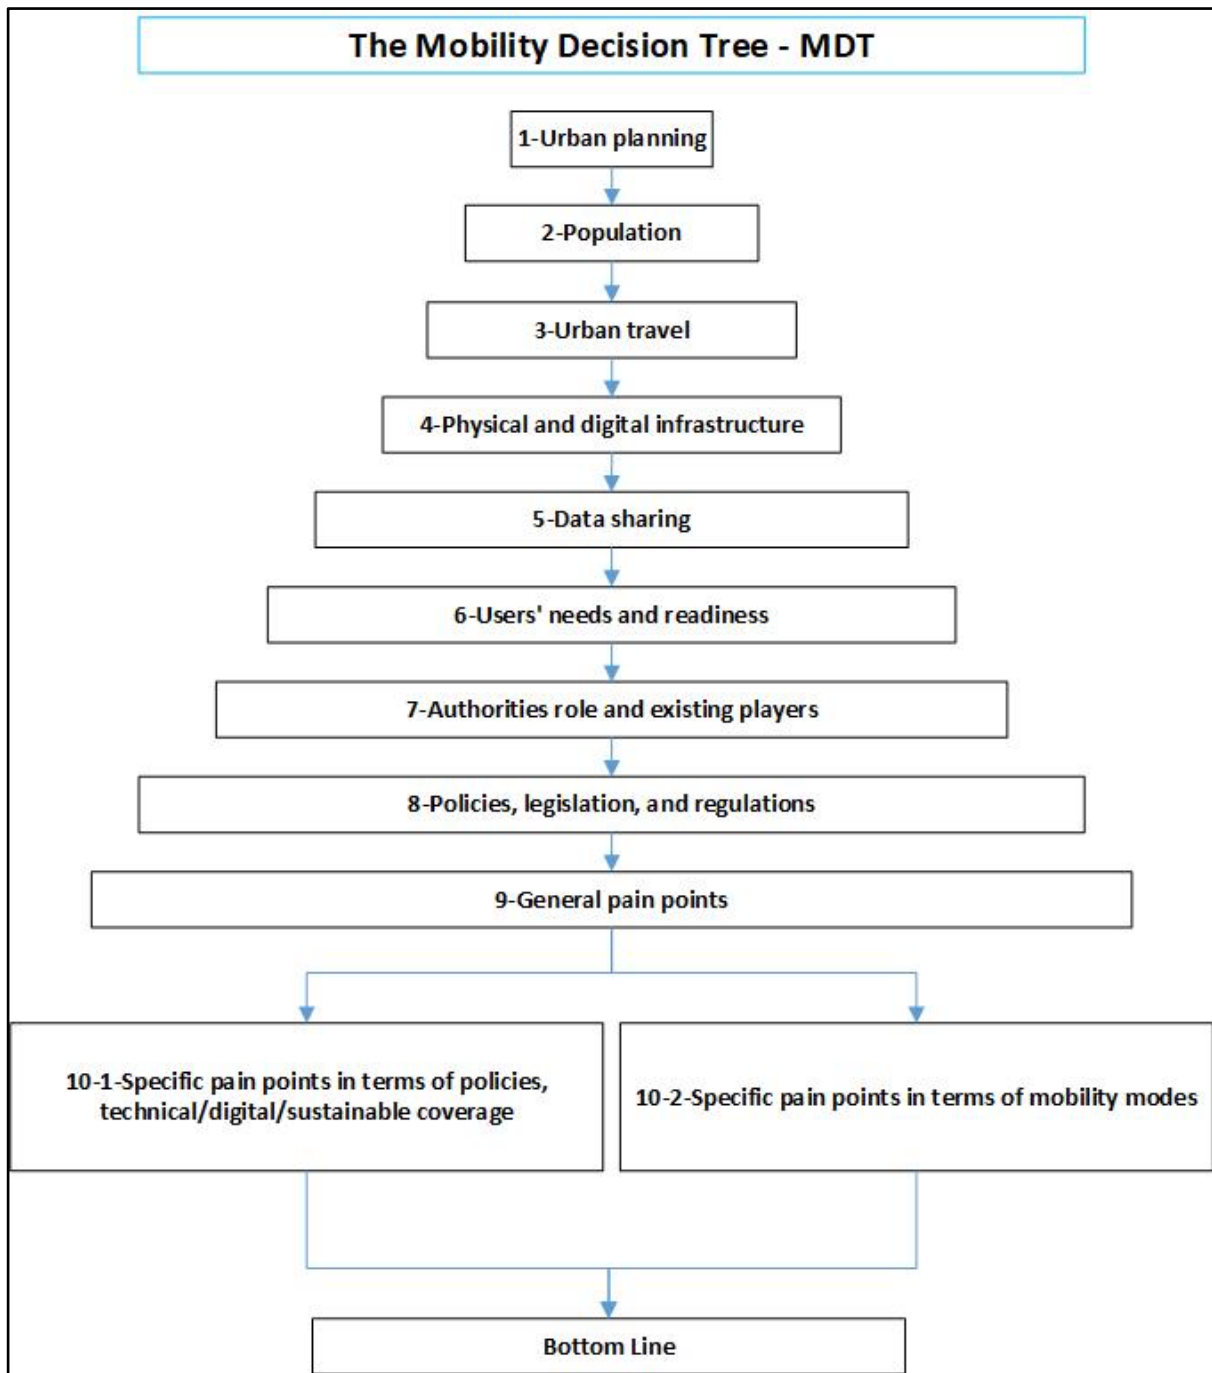 The Mobility Decision Tree - MDT
1-Urban planning
2-Population
3-Urban travel
4-Physical and digital infrastructure
5-Data sharing
6-Users' needs and readiness
7-Authorities role and existing players
8-Policies, legislation, and regulations
9-General pain points
10-1-Specific pain points in terms of policies,
technical/digital/sustainable coverage
10-2-Specific pain points in terms of mobility modes
Bottom Line